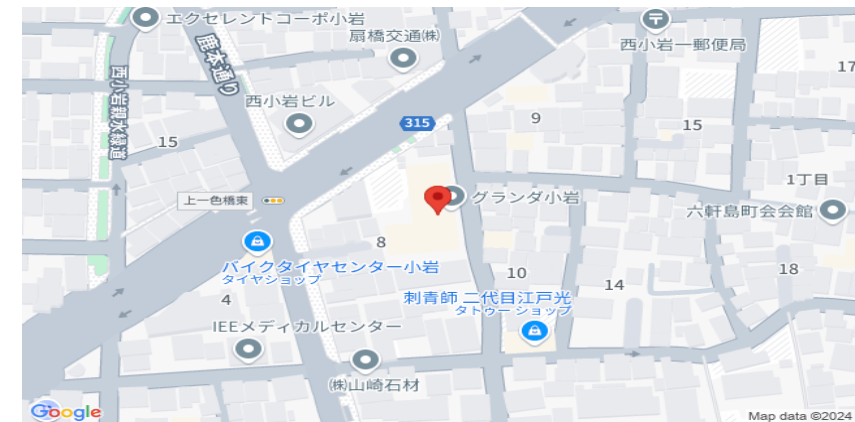 エクセレントコーポ小岩
扇橋交通㈱
西小岩一郵便局
鹿本通り
西小岩親水緑道
西小岩ビル
17
315
9
15
15
1丁目
上一色橋東
グランダ小岩
六軒島町会会館
8
バイクタイヤセンター小岩
タイヤショップ
10
18
14
4
刺青師 二代目江戸光
タトゥー ショップ
IEEメディカルセンター
㈱山崎石材
Google
Map data ©2024